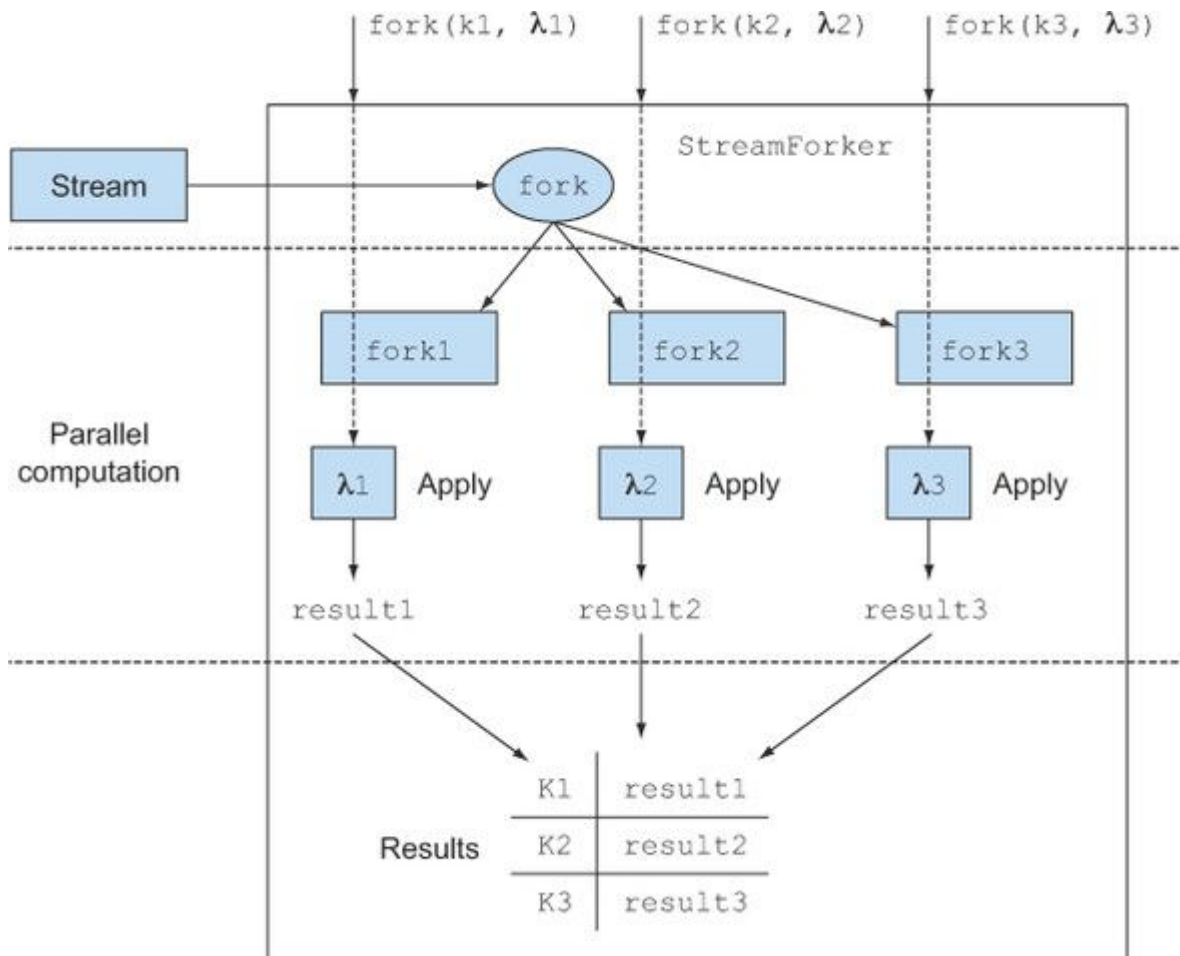 fork(k1, λ1)
fork(k2, λ2)
fork(k3, λ3)
StreamForker
Stream
fork
fork1
fork2
fork3
Parallel
computation
λ1
Apply
λ2
Apply
λ3
Apply
result1
result2
result3
Results
K1
result1
K2
result2
K3
result3